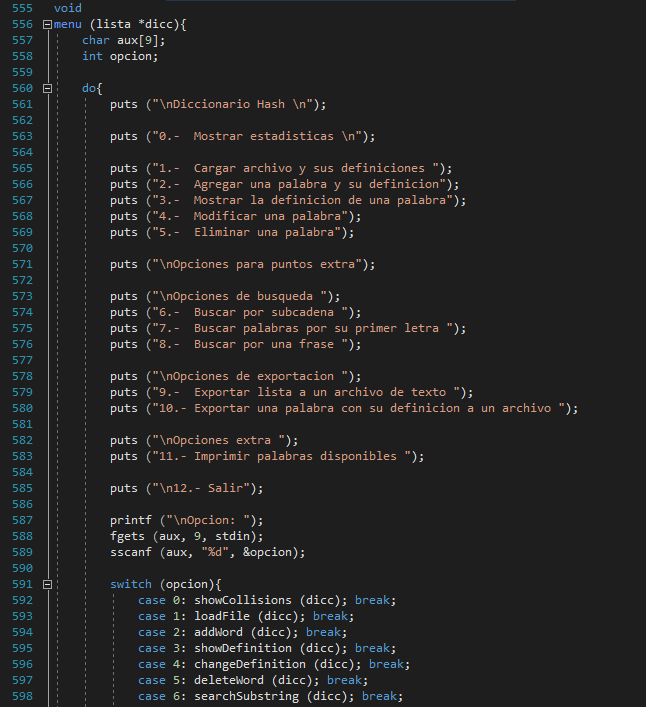 555 void
556 menu (lista *dicc){
557     char aux[9];
558     int opcion;
559
560     do{
561         puts ("\nDiccionario Hash \n");
562
563         puts ("0.-  Mostrar estadisticas \n");
564
565         puts ("1.-  Cargar archivo y sus definiciones ");
566         puts ("2.-  Agregar una palabra y su definicion");
567         puts ("3.-  Mostrar la definicion de una palabra");
568         puts ("4.-  Modificar una palabra");
569         puts ("5.-  Eliminar una palabra");
570
571         puts ("\nOpciones para puntos extra");
572
573         puts ("\nOpciones de busqueda ");
574         puts ("6.-  Buscar por subcadena ");
575         puts ("7.-  Buscar palabras por su primer letra ");
576         puts ("8.-  Buscar por una frase ");
577
578         puts ("\nOpciones de exportacion ");
579         puts ("9.-  Exportar lista a un archivo de texto ");
580         puts ("10.- Exportar una palabra con su definicion a un archivo ");
581
582         puts ("\nOpciones extra ");
583         puts ("11.- Imprimir palabras disponibles ");
584
585         puts ("\n12.- Salir");
586
587         printf ("\nOpcion: ");
588         fgets (aux, 9, stdin);
589         sscanf (aux, "%d", &opcion);
590
591         switch (opcion){
592             case 0: showCollisions (dicc); break;
593             case 1: loadFile (dicc); break;
594             case 2: addWord (dicc); break;
595             case 3: showDefinition (dicc); break;
596             case 4: changeDefinition (dicc); break;
597             case 5: deleteWord (dicc); break;
598             case 6: searchSubstring (dicc); break;